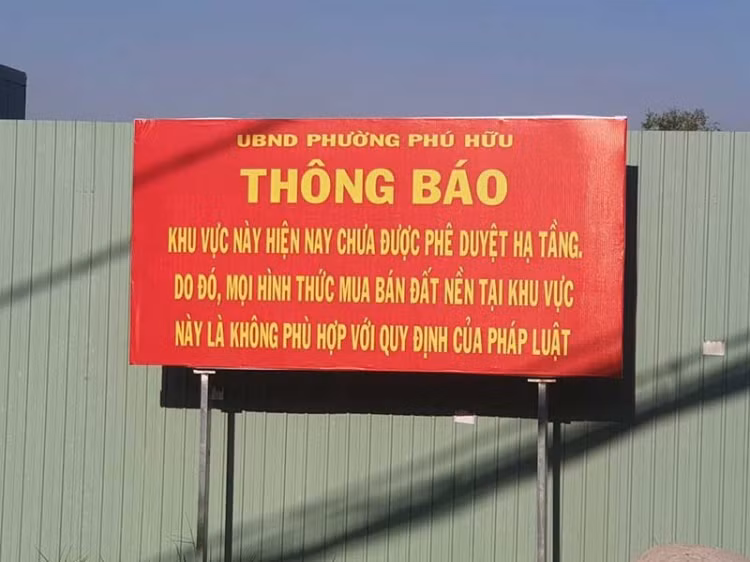 UBND PHƯỜNG PHÚ HỮU
THÔNG BÁO
KHU VỰC NÀY HIỆN NAY CHƯA ĐƯỢC PHÊ DUYỆT HẠ TẦNG.
DO ĐÓ, MỌI HÌNH THỨC MUA BÁN ĐẤT NỀN TẠI KHU VỰC
NÀY LÀ KHÔNG PHÙ HỢP VỚI QUY ĐỊNH CỦA PHÁP LUẬT